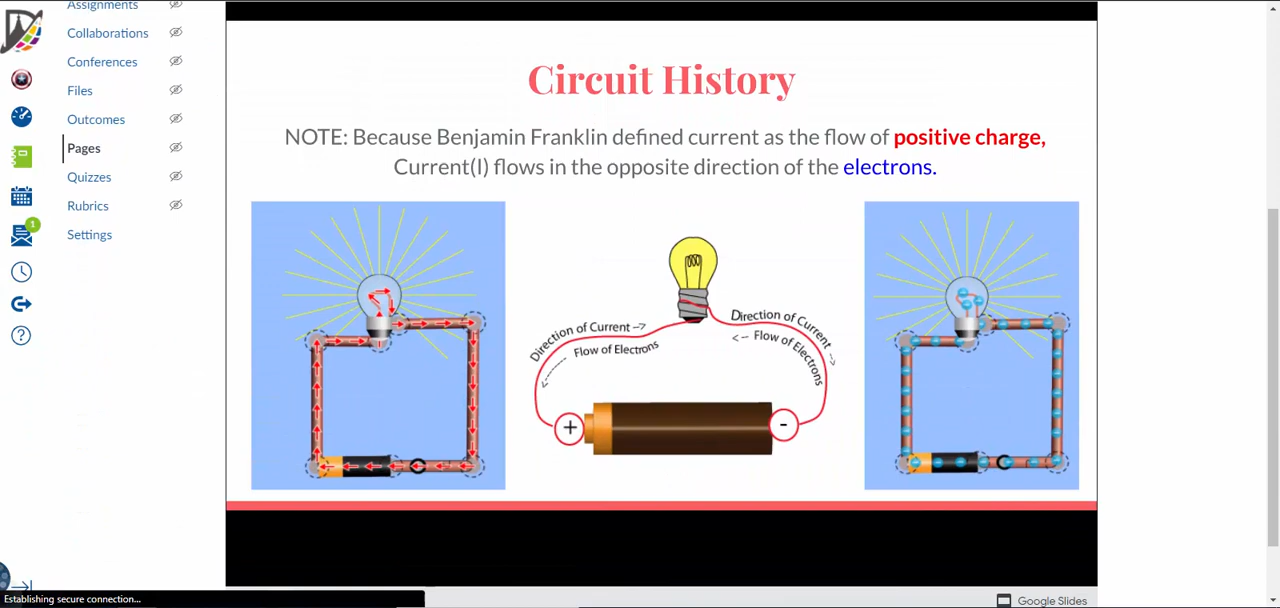 Assignments
Collaborations
Conferences
Files
Outcomes
Pages
Quizzes
Rubrics
1
Settings
Circuit History
NOTE: Because Benjamin Franklin defined current as the flow of positive charge,
Current(I) flows in the opposite direction of the electrons.
Direction of Current -->
Flow of Electrons
<----
Direction of Current -->
<-- Flow of Electrons
+
-
Establishing secure connection...
Google Slides